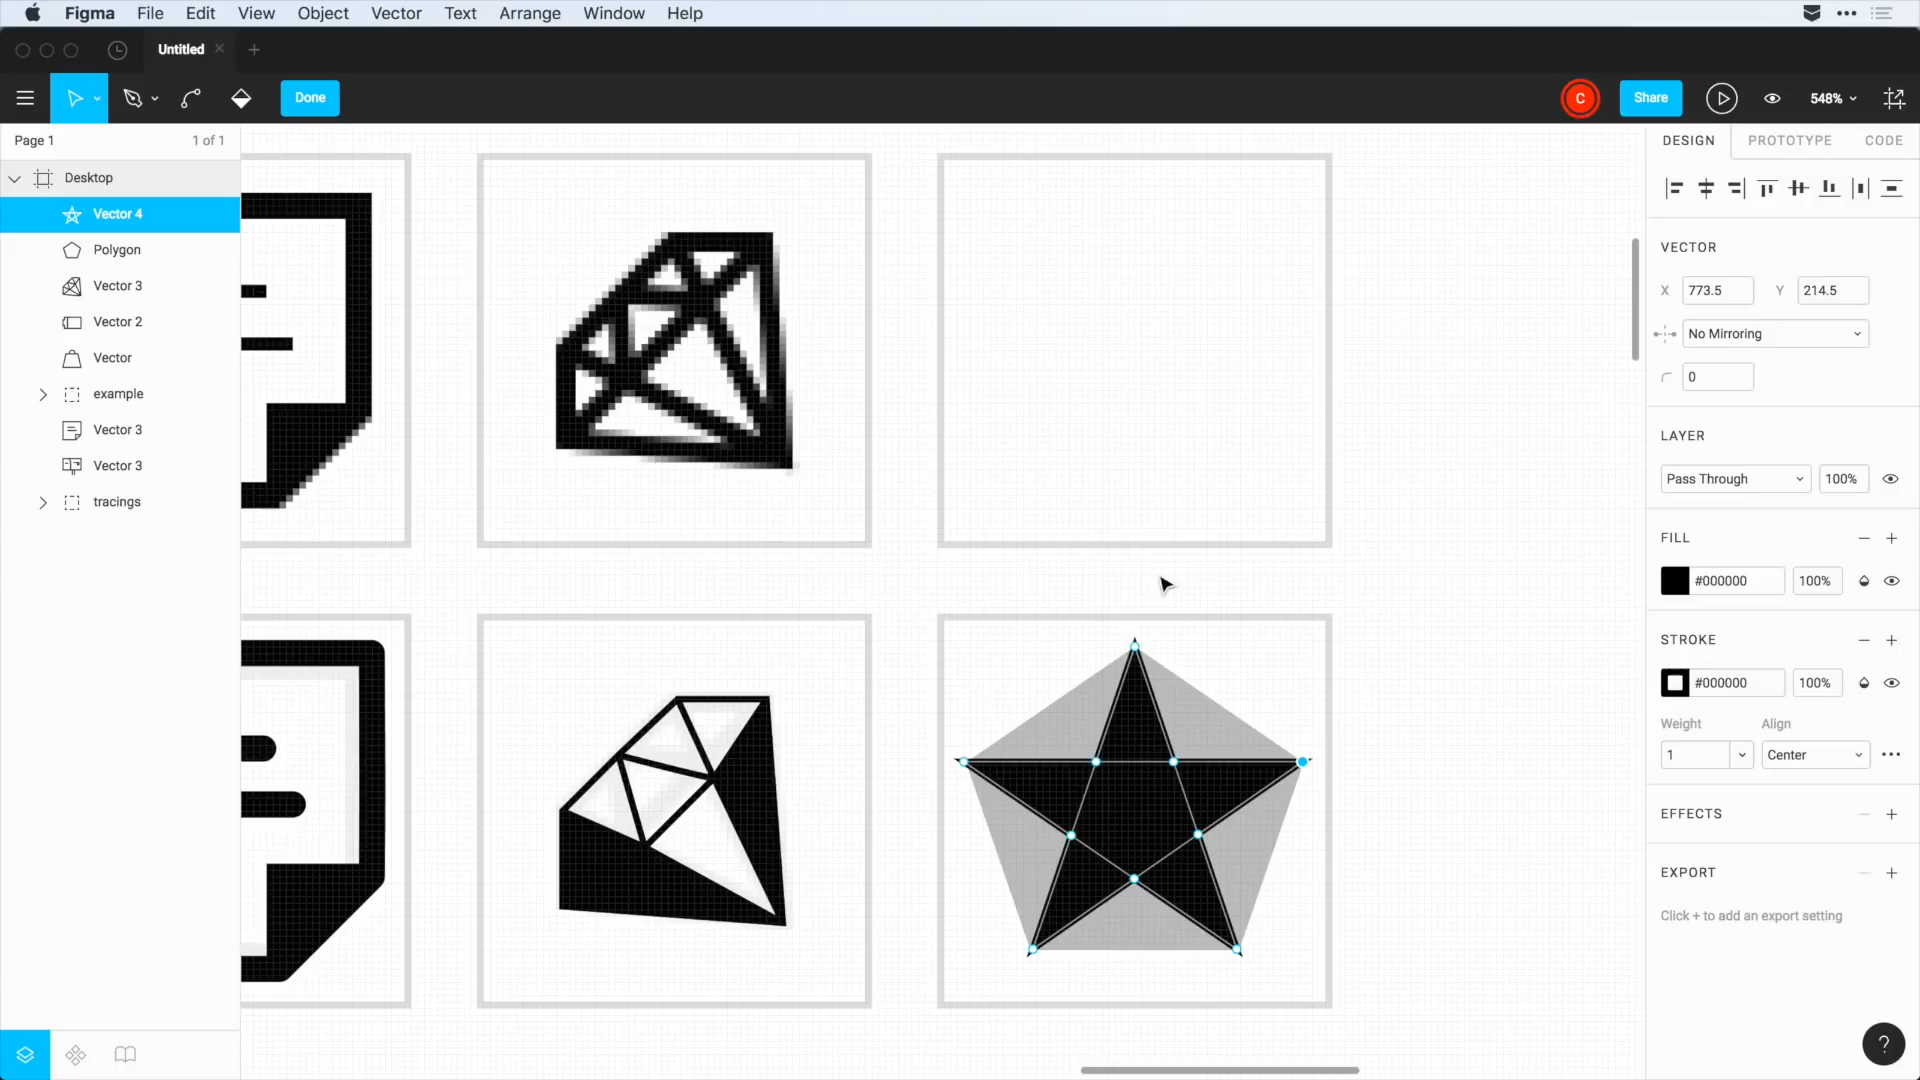 Figma File Edit View Object Vector Text Arrange Window Help
Untitled
Done
C
Share
548%
Page 1
1 of 1
Desktop
Vector 4
Polygon
Vector 3
Vector 2
Vector
example
Vector 3
Vector 3
tracings
DESIGN PROTOTYPE CODE
VECTOR
X 773.5 Y 214.5
No Mirroring
0
LAYER
Pass Through 100%
FILL
#000000 100%
STROKE
#000000 100%
Weight Align
1 Center
EFFECTS
EXPORT
Click + to add an export setting
?